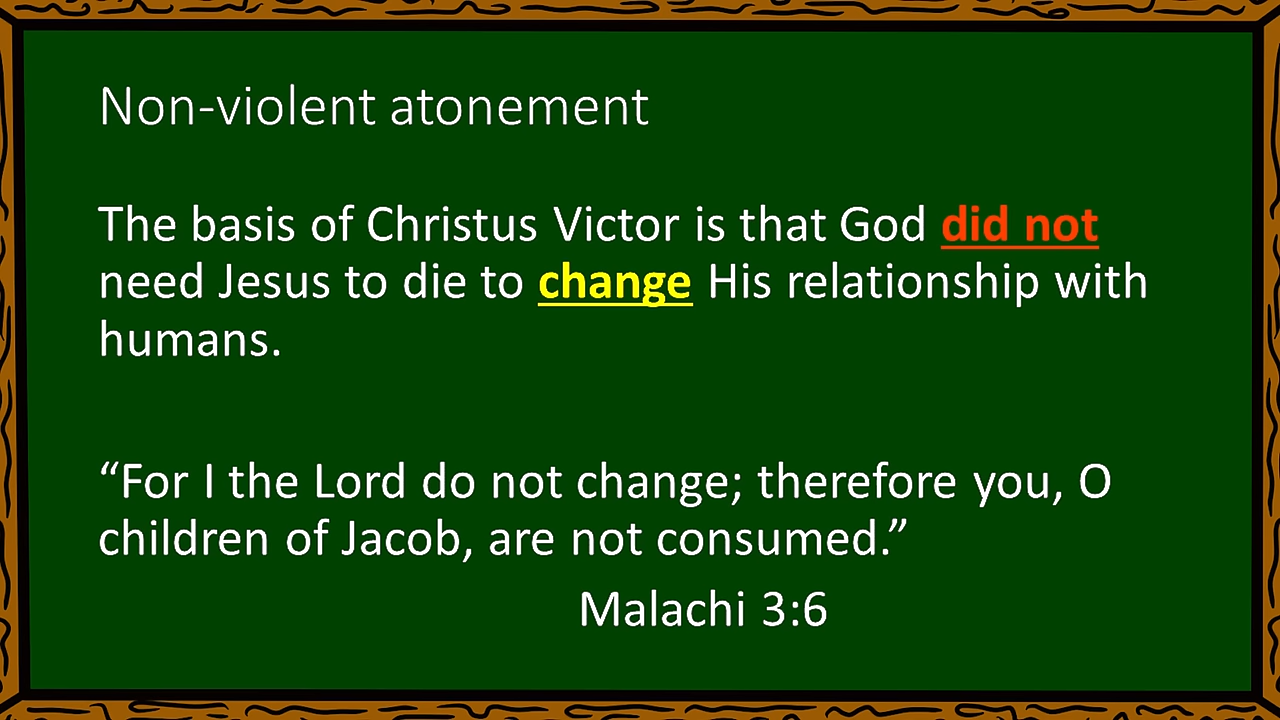 Non-violent atonement
The basis of Christus Victor is that God did not
need Jesus to die to change His relationship with
humans.
“For I the Lord do not change; therefore you, O
children of Jacob, are not consumed.”
Malachi 3:6